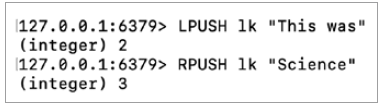 127.0.0.1:6379> LPUSH lk "This was"
(integer) 2
127.0.0.1:6379> RPUSH lk "Science"
(integer) 3